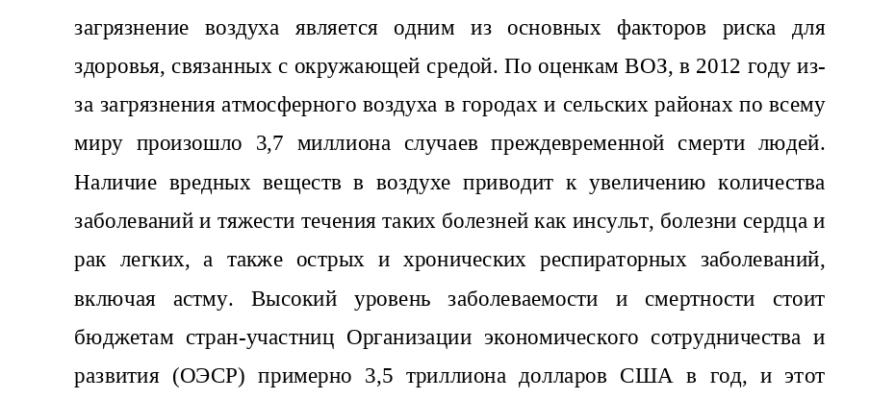 загрязнение воздуха является одним из основных факторов риска для
здоровья, связанных с окружающей средой. По оценкам ВОЗ, в 2012 году из-
за загрязнения атмосферного воздуха в городах и сельских районах по всему
миру произошло 3,7 миллиона случаев преждевременной смерти людей.
Наличие вредных веществ в воздухе приводит к увеличению количества
заболеваний и тяжести течения таких болезней как инсульт, болезни сердца и
рак легких, а также острых и хронических респираторных заболеваний,
включая астму. Высокий уровень заболеваемости и смертности стоит
бюджетам стран-участниц Организации экономического сотрудничества и
развития (ОЭСР) примерно 3,5 триллиона долларов США в год, и этот